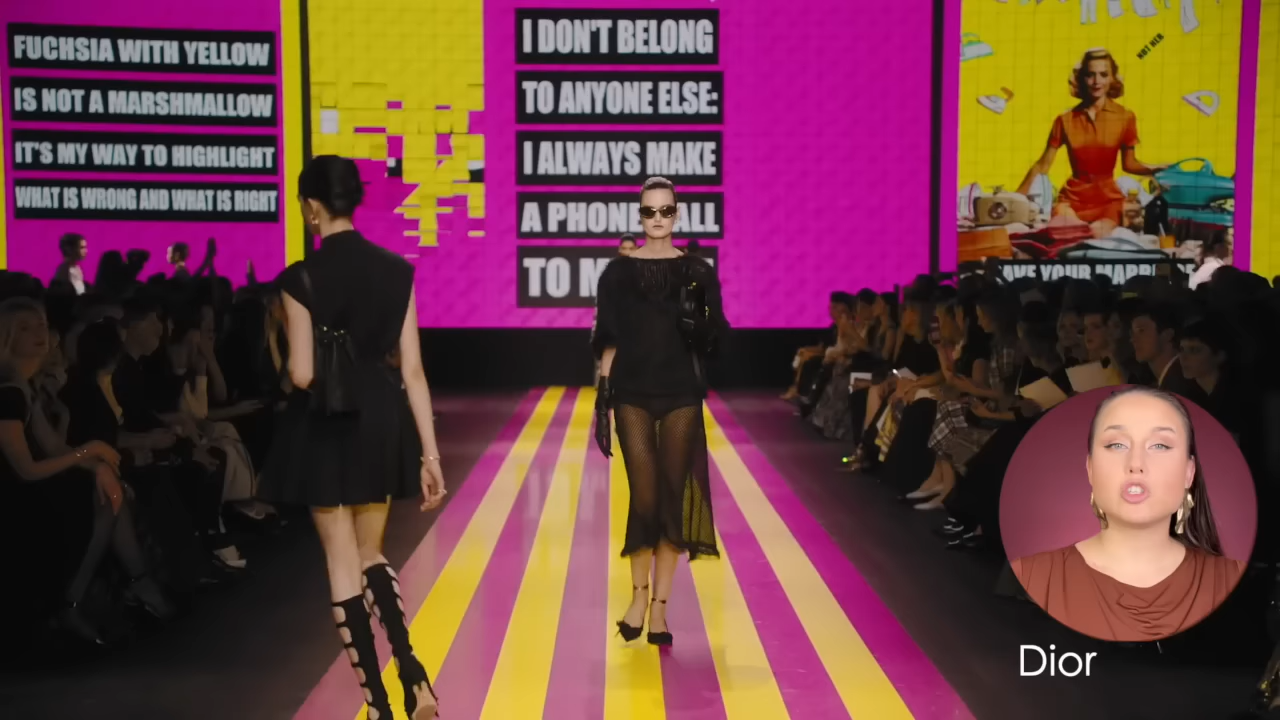 FUCHSIA WITH YELLOW
IS NOT A MARSHMALLOW
IT'S MY WAY TO HIGHLIGHT
WHAT IS WRONG AND WHAT IS RIGHT
I DON'T BELONG
TO ANYONE ELSE:
I ALWAYS MAKE
A PHONE
TO
NOT HER
YOUR
Dior